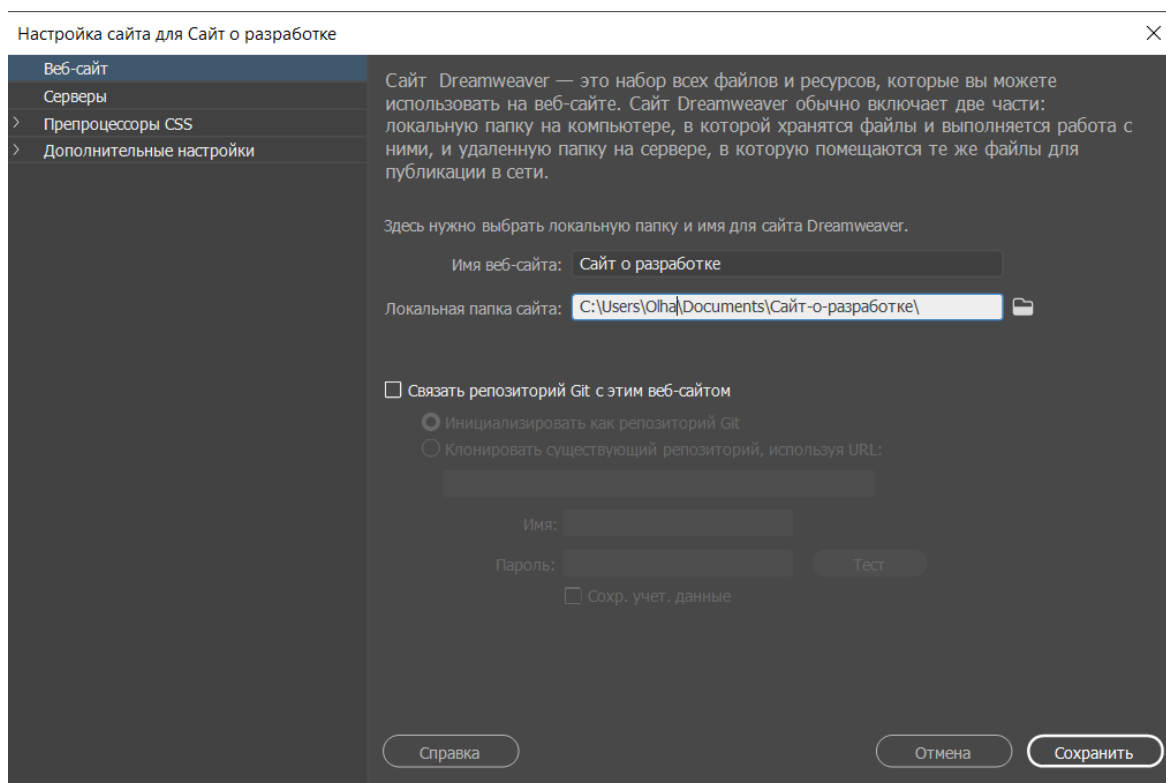 Настройка сайта для Сайт о разработке
Веб-сайт
Серверы
Препроцессоры CSS
Дополнительные настройки
Сайт Dreamweaver — это набор всех файлов и ресурсов, которые вы можете
использовать на веб-сайте. Сайт Dreamweaver обычно включает две части:
локальную папку на компьютере, в которой хранятся файлы и выполняется работа с
ними, и удаленную папку на сервере, в которую помещаются те же файлы для
публикации в сети.
Здесь нужно выбрать локальную папку и имя для сайта Dreamweaver.
Имя веб-сайта: Сайт о разработке
Локальная папка сайта: C:\Users\Olha\Documents\Сайт-о-разработке\
Связать репозиторий Git с этим веб-сайтом
Инициализировать как репозиторий Git
Клонировать существующий репозиторий, используя URL:
Имя:
Пароль: Тест
Сохр. учет. данные
Справка Отмена Сохранить